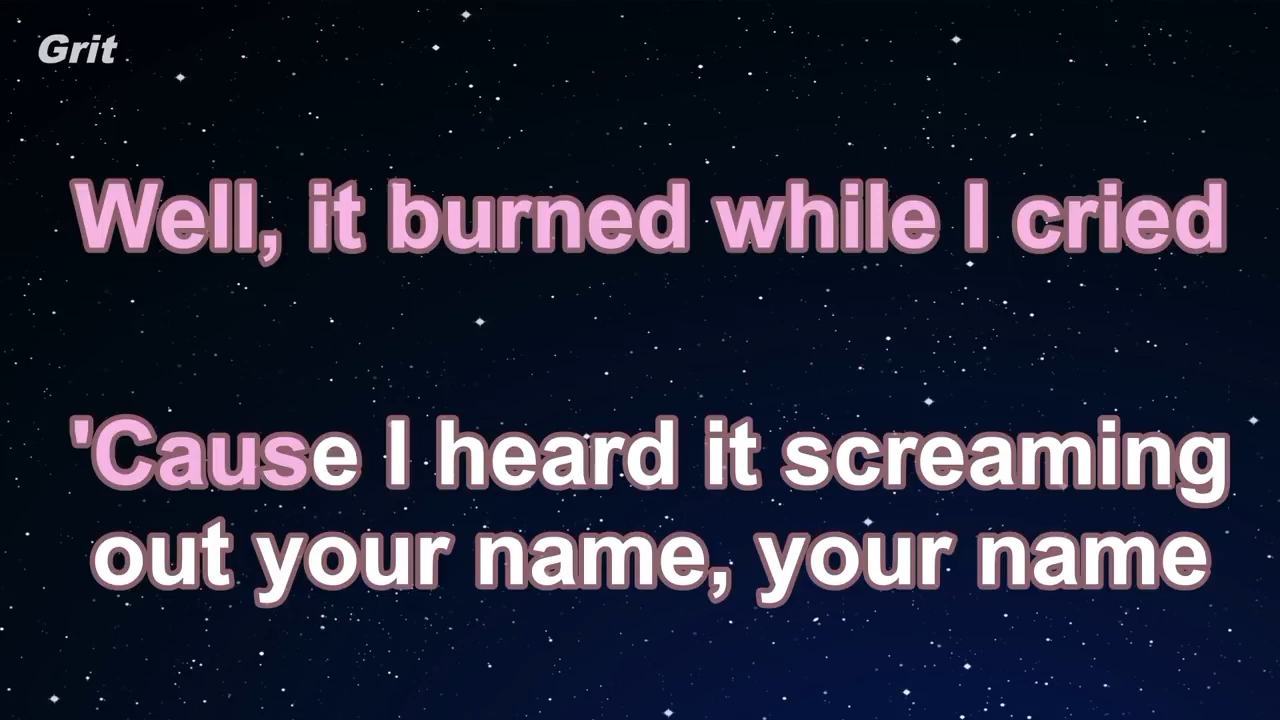 Grit
Well, it burned while I cried
'Cause I heard it screaming
out your name, your name